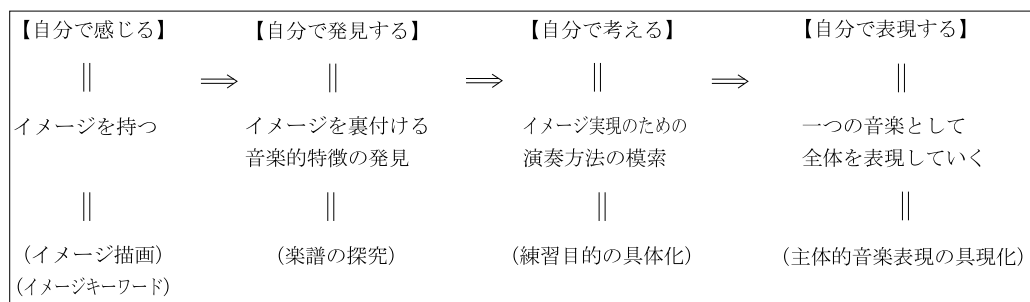 【自分で感じる】
【自分で発見する】
【自分で考える】
【自分で表現する】
∥ ⇒ ∥ ⇒ ∥ ⇒ ∥
イメージを持つ
イメージを裏付ける
音楽的特徴の発見
イメージ実現のための
演奏方法の模索
一つの音楽として
全体を表現していく
∥ ∥ ∥ ∥
（イメージ描画）
（イメージキーワード）
（楽譜の探究）
（練習目的の具体化）
（主体的音楽表現の具現化）